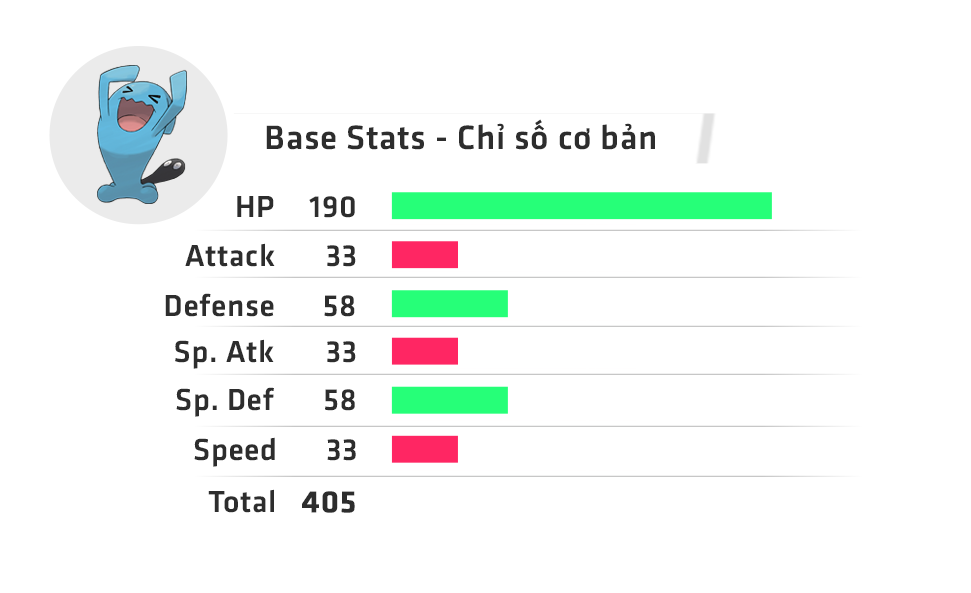 Base Stats - Chỉ số cơ bản
HP 190
Attack 33
Defense 58
Sp. Atk 33
Sp. Def 58
Speed 33
Total 405